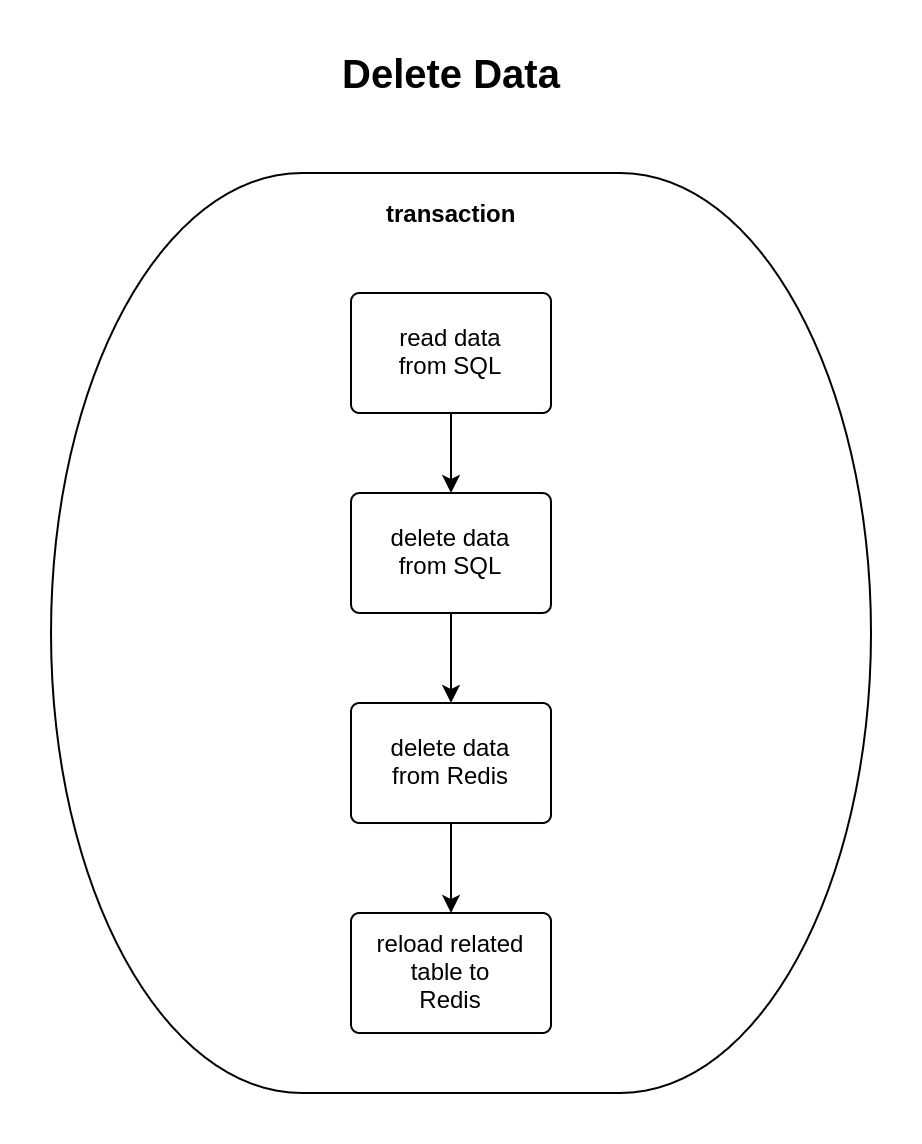 Delete Data
transaction
read data
from SQL
delete data
from SQL
delete data
from Redis
reload related
table to
Redis